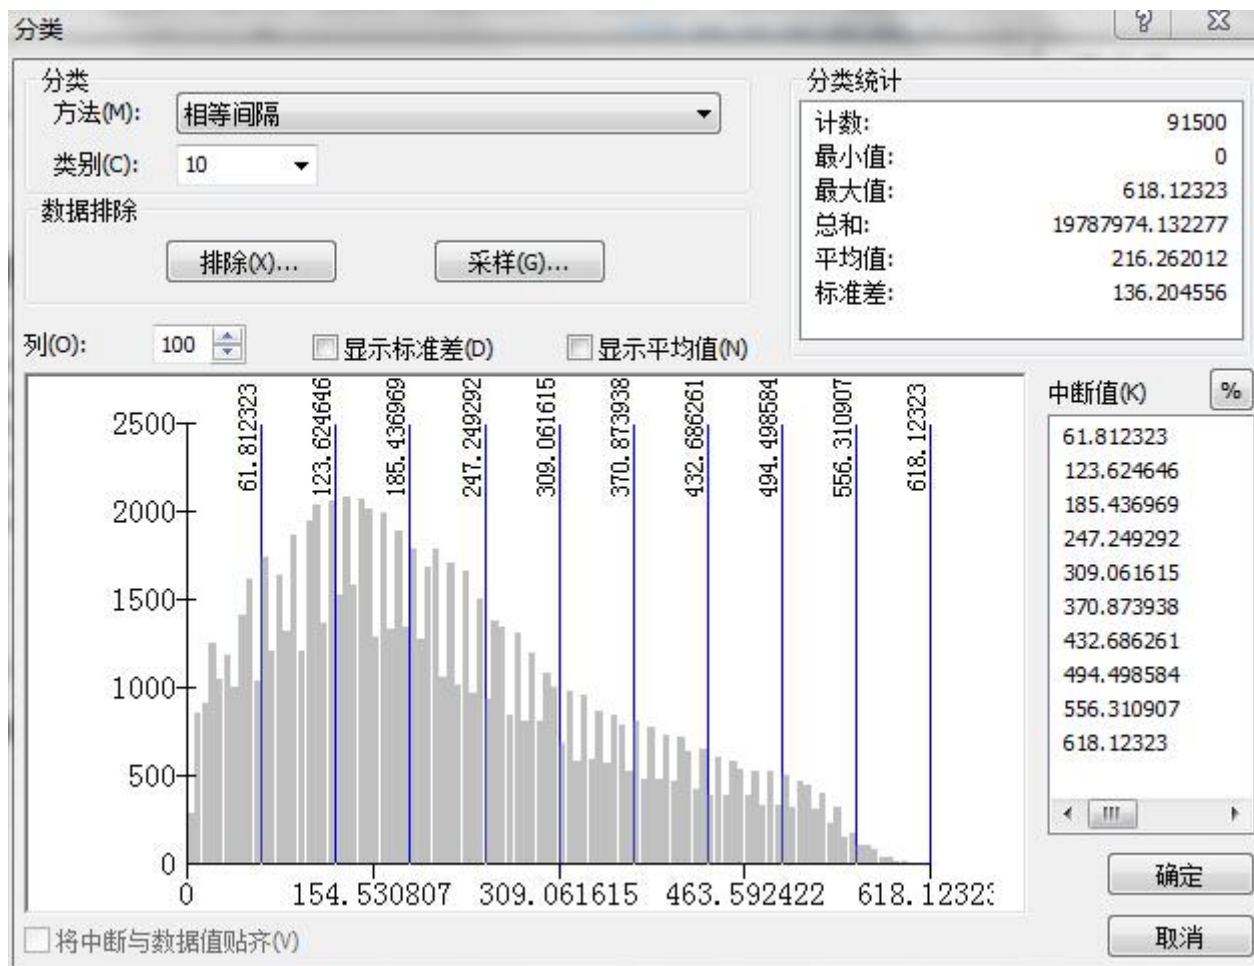 分类
分类
方法(M): 相等间隔
类别(C): 10
数据排除
排除(X)... 采样(G)...
分类统计
计数: 91500
最小值: 0
最大值: 618.12323
总和: 19787974.132277
平均值: 216.262012
标准差: 136.204556
列(O): 100 显示标准差(D) 显示平均值(N)
61.812323 123.624646 185.436969 247.249292 309.061615 370.873938 432.686261 494.498584 556.310907 618.12323
2500
2000
1500
1000
500
0
0 154.530807 309.061615 463.592422 618.12323
中断值(K) %
61.812323
123.624646
185.436969
247.249292
309.061615
370.873938
432.686261
494.498584
556.310907
618.12323
确定
取消
将中断与数据值贴齐(V)